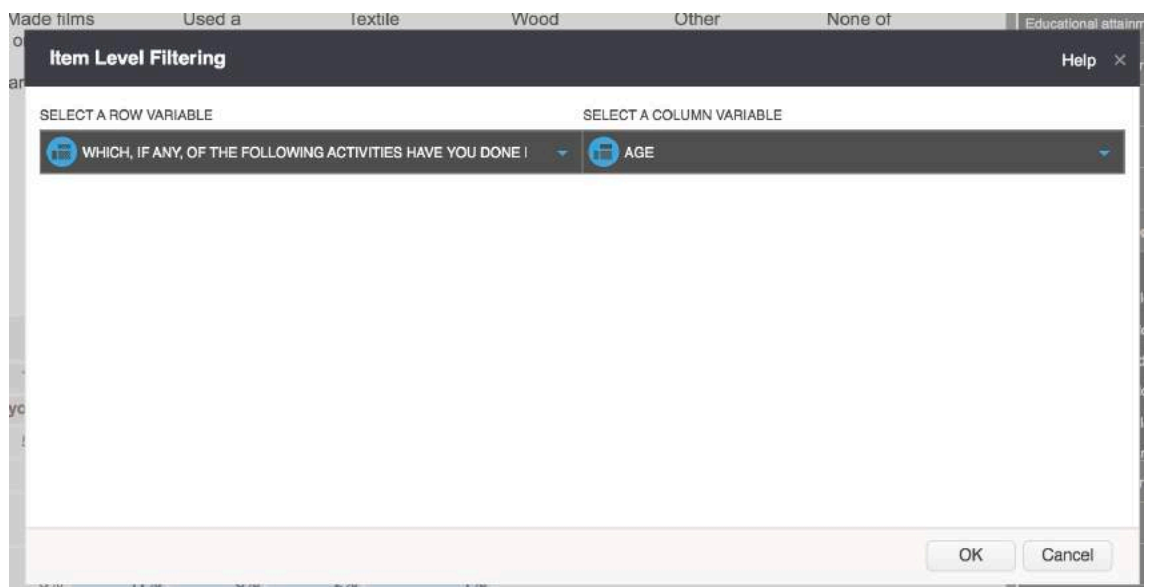 Made films Used a Textile Wood Other None of
Educational attainm
Item Level Filtering
Help ×
SELECT A ROW VARIABLE
SELECT A COLUMN VARIABLE
WHICH, IF ANY, OF THE FOLLOWING ACTIVITIES HAVE YOU DONE I
AGE
OK Cancel